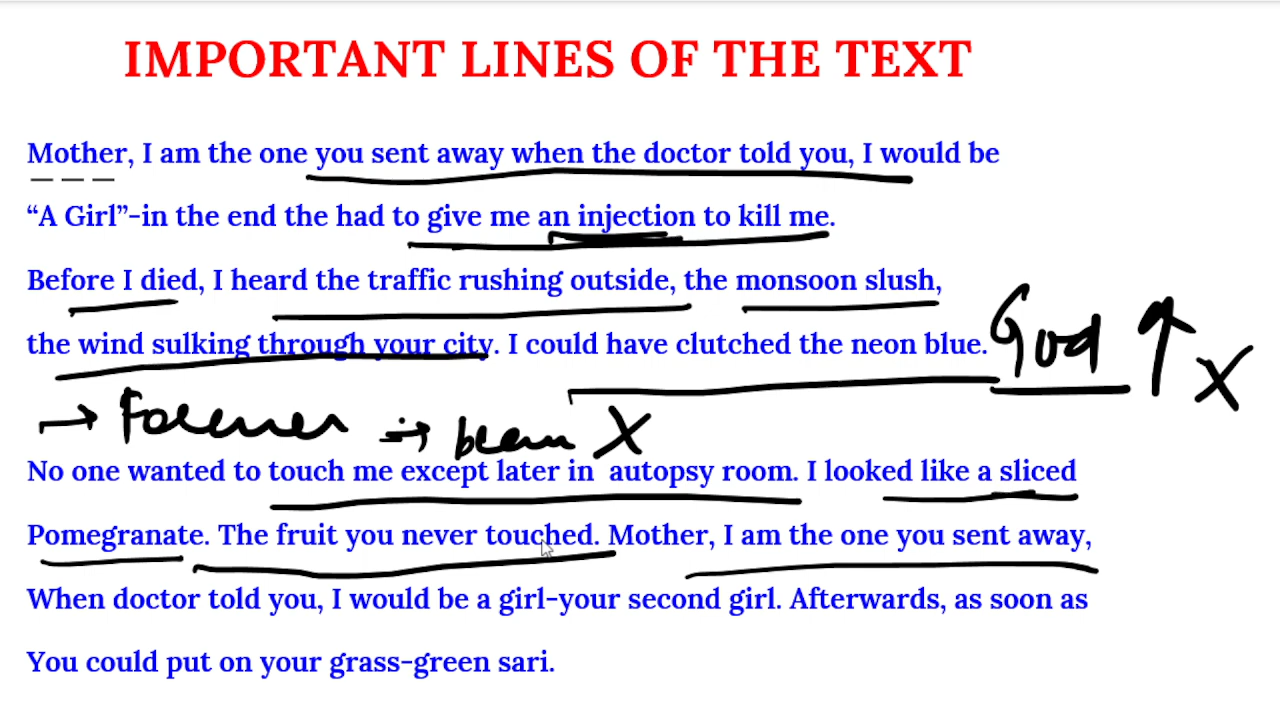 IMPORTANT LINES OF THE TEXT
Mother, I am the one you sent away when the doctor told you, I would be
“A Girl”-in the end the had to give me an injection to kill me.
Before I died, I heard the traffic rushing outside, the monsoon slush,
the wind sulking through your city. I could have clutched the neon blue.
God ↑ X
→ → X
No one wanted to touch me except later in autopsy room. I looked like a sliced
Pomegranate. The fruit you never touched. Mother, I am the one you sent away,
When doctor told you, I would be a girl-your second girl. Afterwards, as soon as
You could put on your grass-green sari.